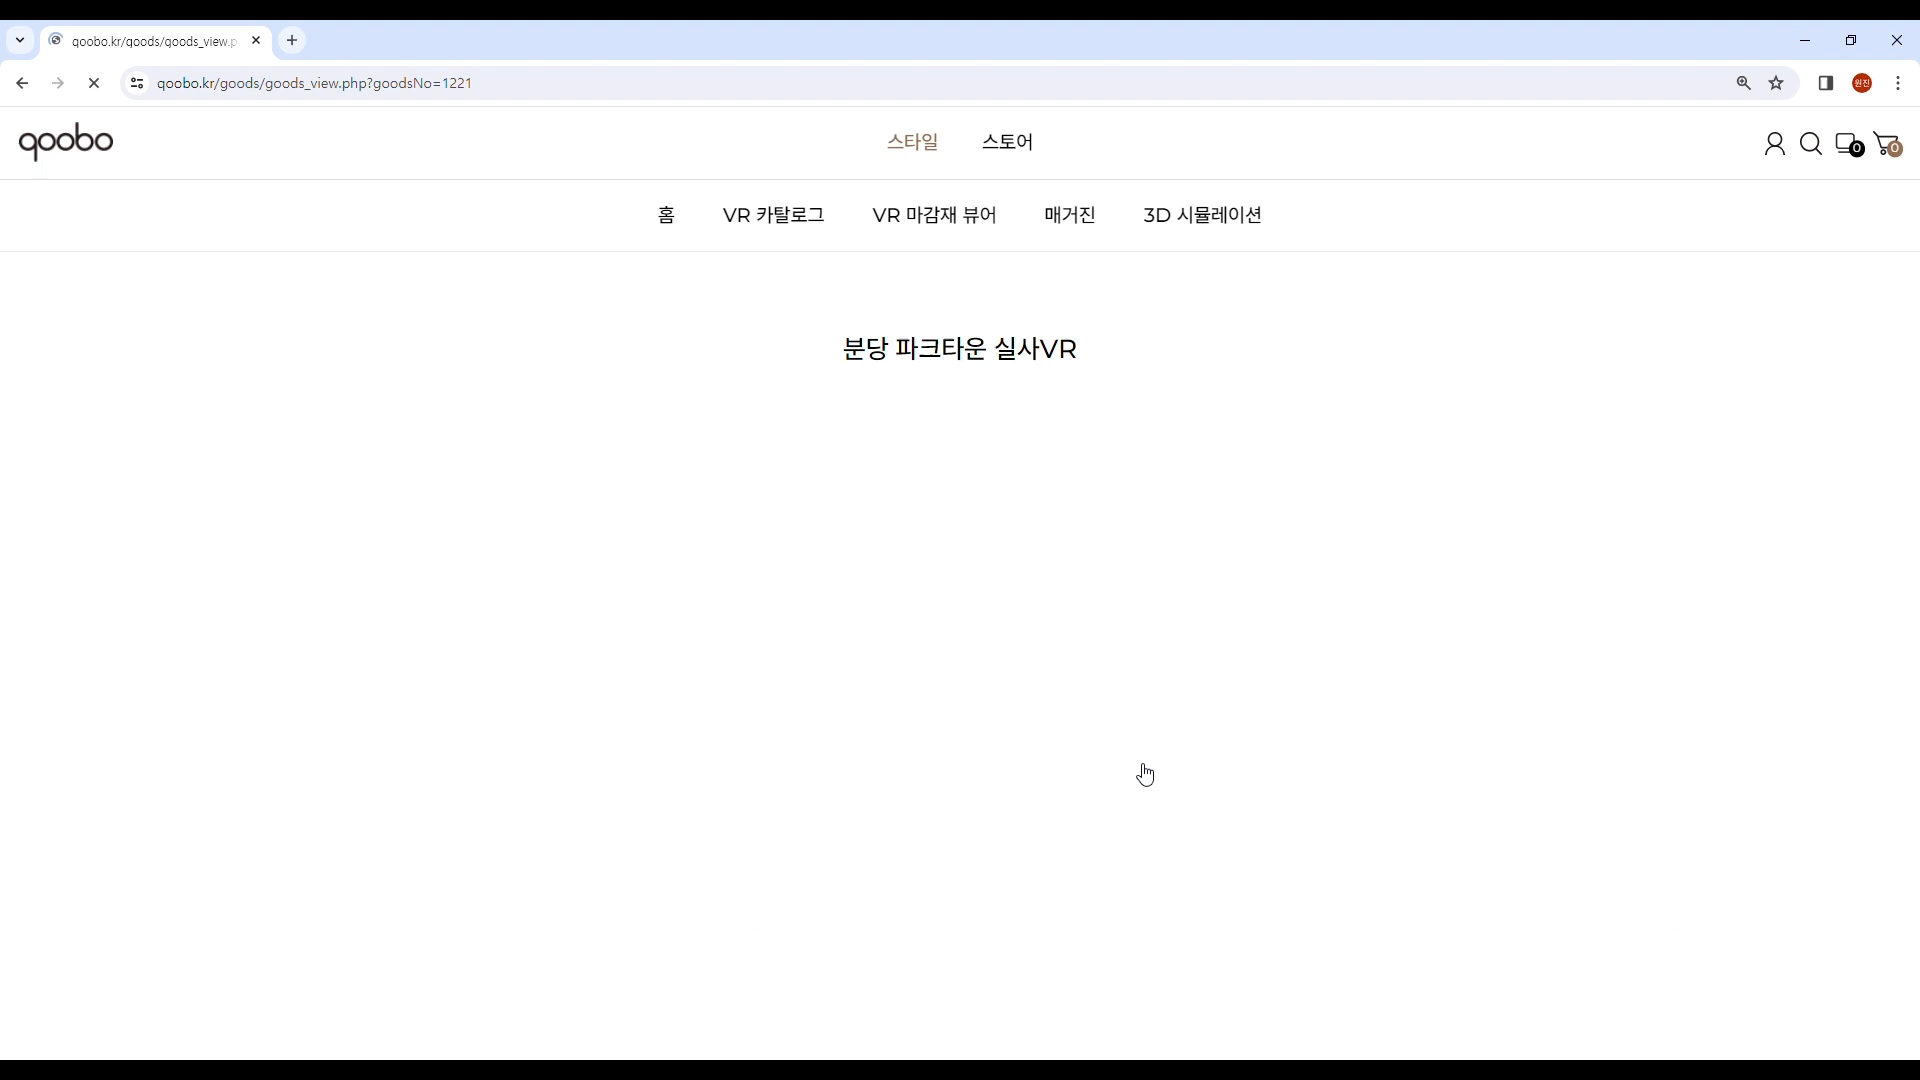 qoobo.kr/goods/goods_view.p
qoobo.kr/goods/goods_view.php?goodsNo=1221
원진
qoobo
스타일 스토어
0 0
홈 VR 카탈로그 VR 마감재 뷰어 매거진 3D 시뮬레이션
분당 파크타운 실사VR